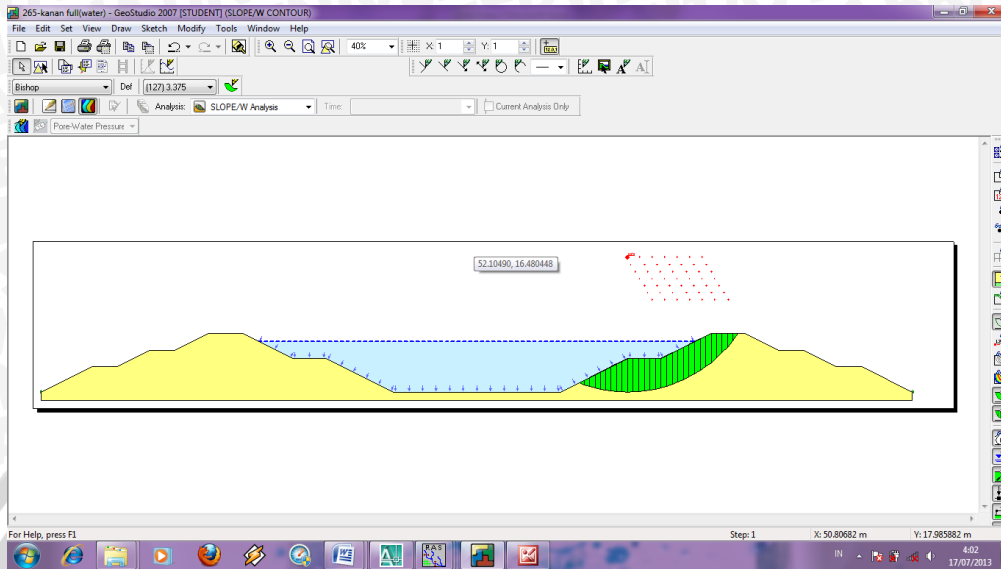 265-kanan full(water) - GeoStudio 2007 [STUDENT] (SLOPE/W CONTOUR)
File Edit Set View Draw Sketch Modify Tools Window Help
40% X: 1 Y: 1
Bishop Def (127) 3.375
Analysis: SLOPE/W Analysis Time: Current Analysis Only
Pore-Water Pressure
52.10490, 16.480448
For Help, press F1 Step: 1 X: 50.80682 m Y: 17.985882 m
IN 4:02
17/07/2013